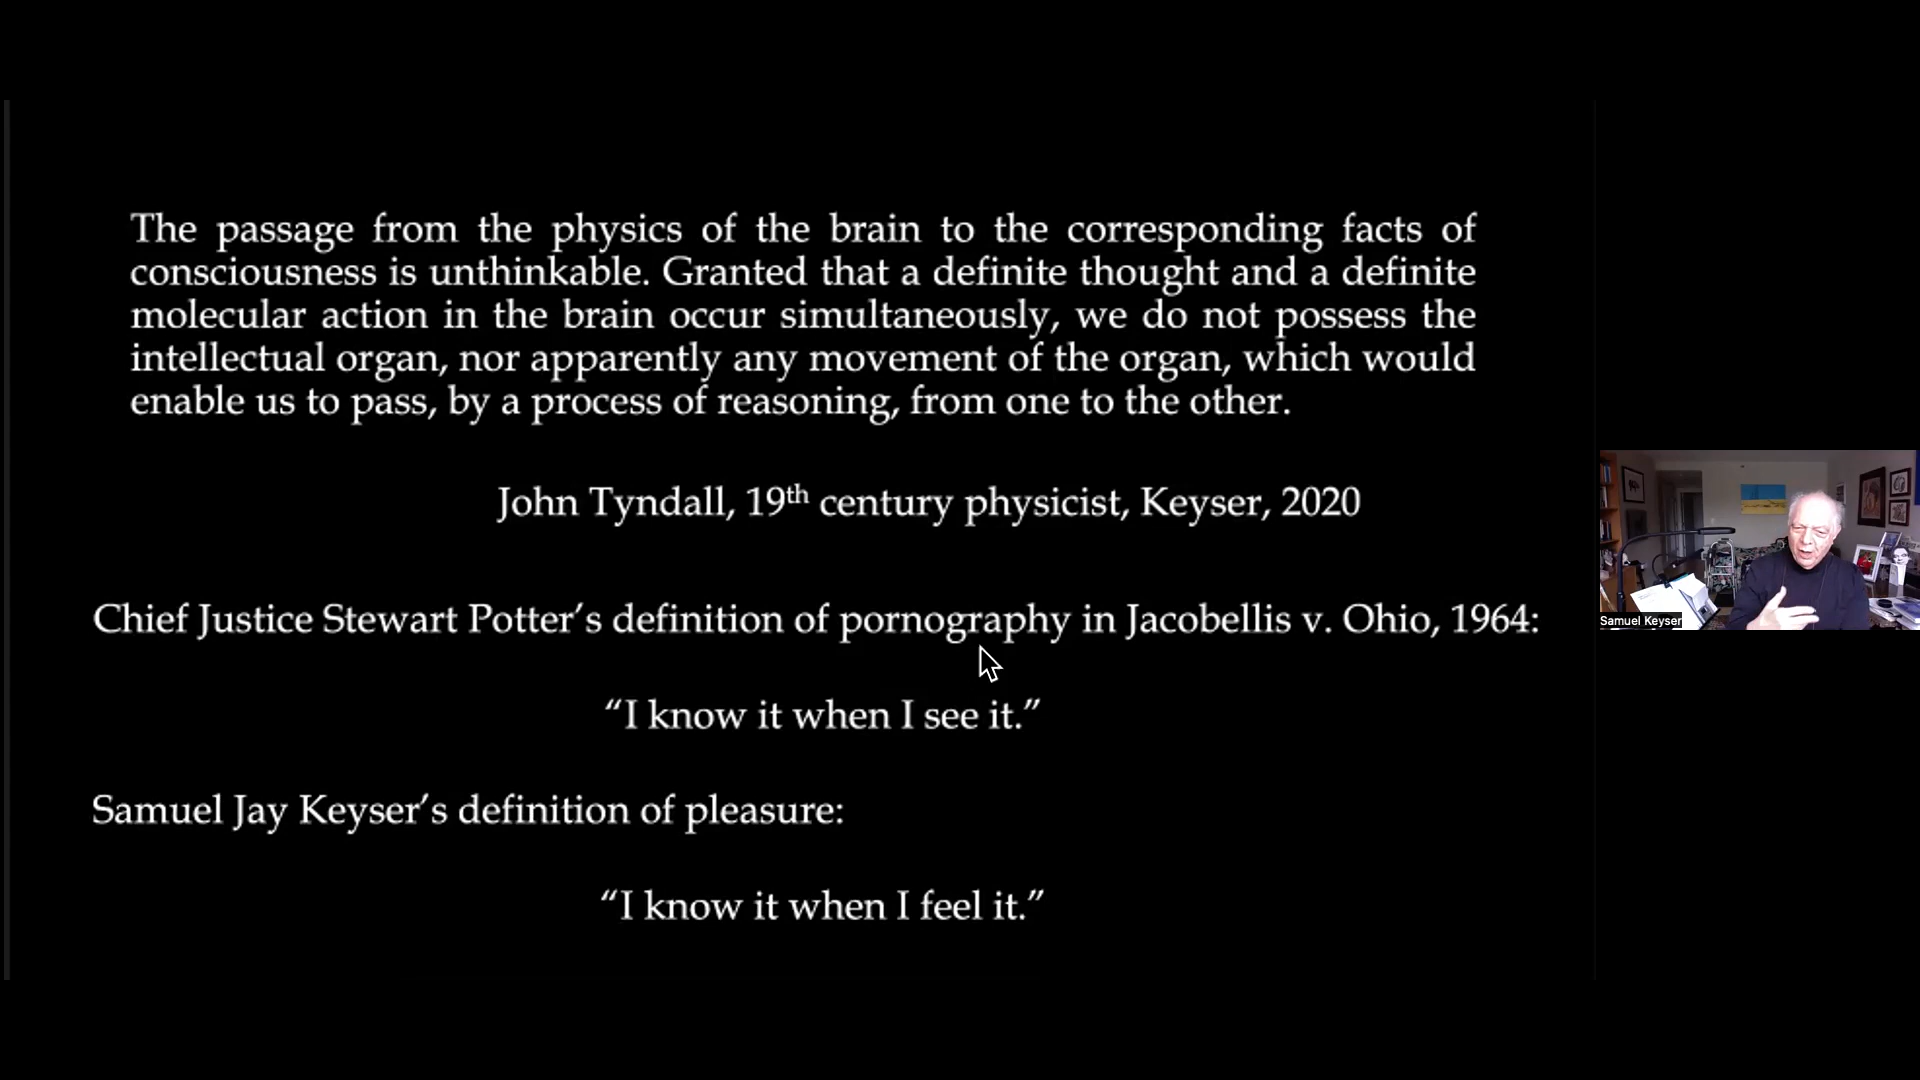 The passage from the physics of the brain to the corresponding facts of
consciousness is unthinkable. Granted that a definite thought and a definite
molecular action in the brain occur simultaneously, we do not possess the
intellectual organ, nor apparently any movement of the organ, which would
enable us to pass, by a process of reasoning, from one to the other.
John Tyndall, 19th century physicist, Keyser, 2020
Chief Justice Stewart Potter’s definition of pornography in Jacobellis v. Ohio, 1964:
“I know it when I see it.”
Samuel Jay Keyser’s definition of pleasure:
“I know it when I feel it.”
Samuel Keyser